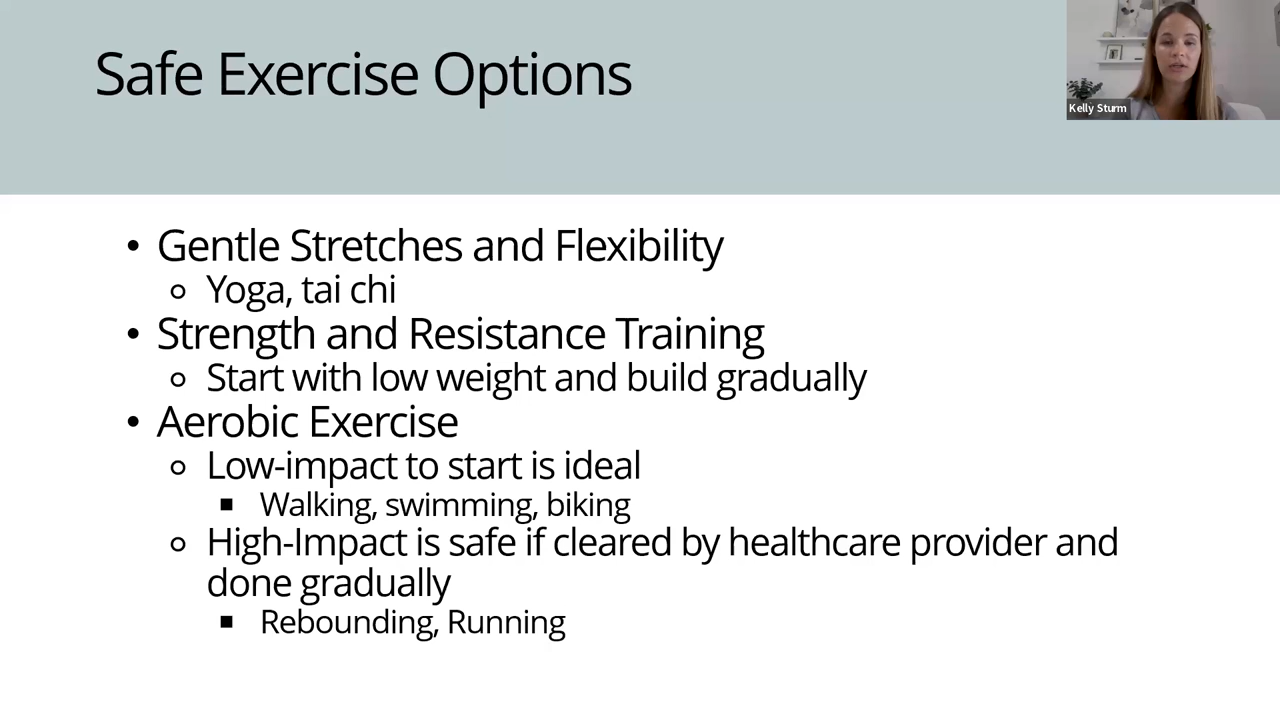 Safe Exercise Options
Kelly Sturm
• Gentle Stretches and Flexibility
o Yoga, tai chi
• Strength and Resistance Training
o Start with low weight and build gradually
• Aerobic Exercise
o Low-impact to start is ideal
▪ Walking, swimming, biking
o High-Impact is safe if cleared by healthcare provider and
done gradually
▪ Rebounding, Running